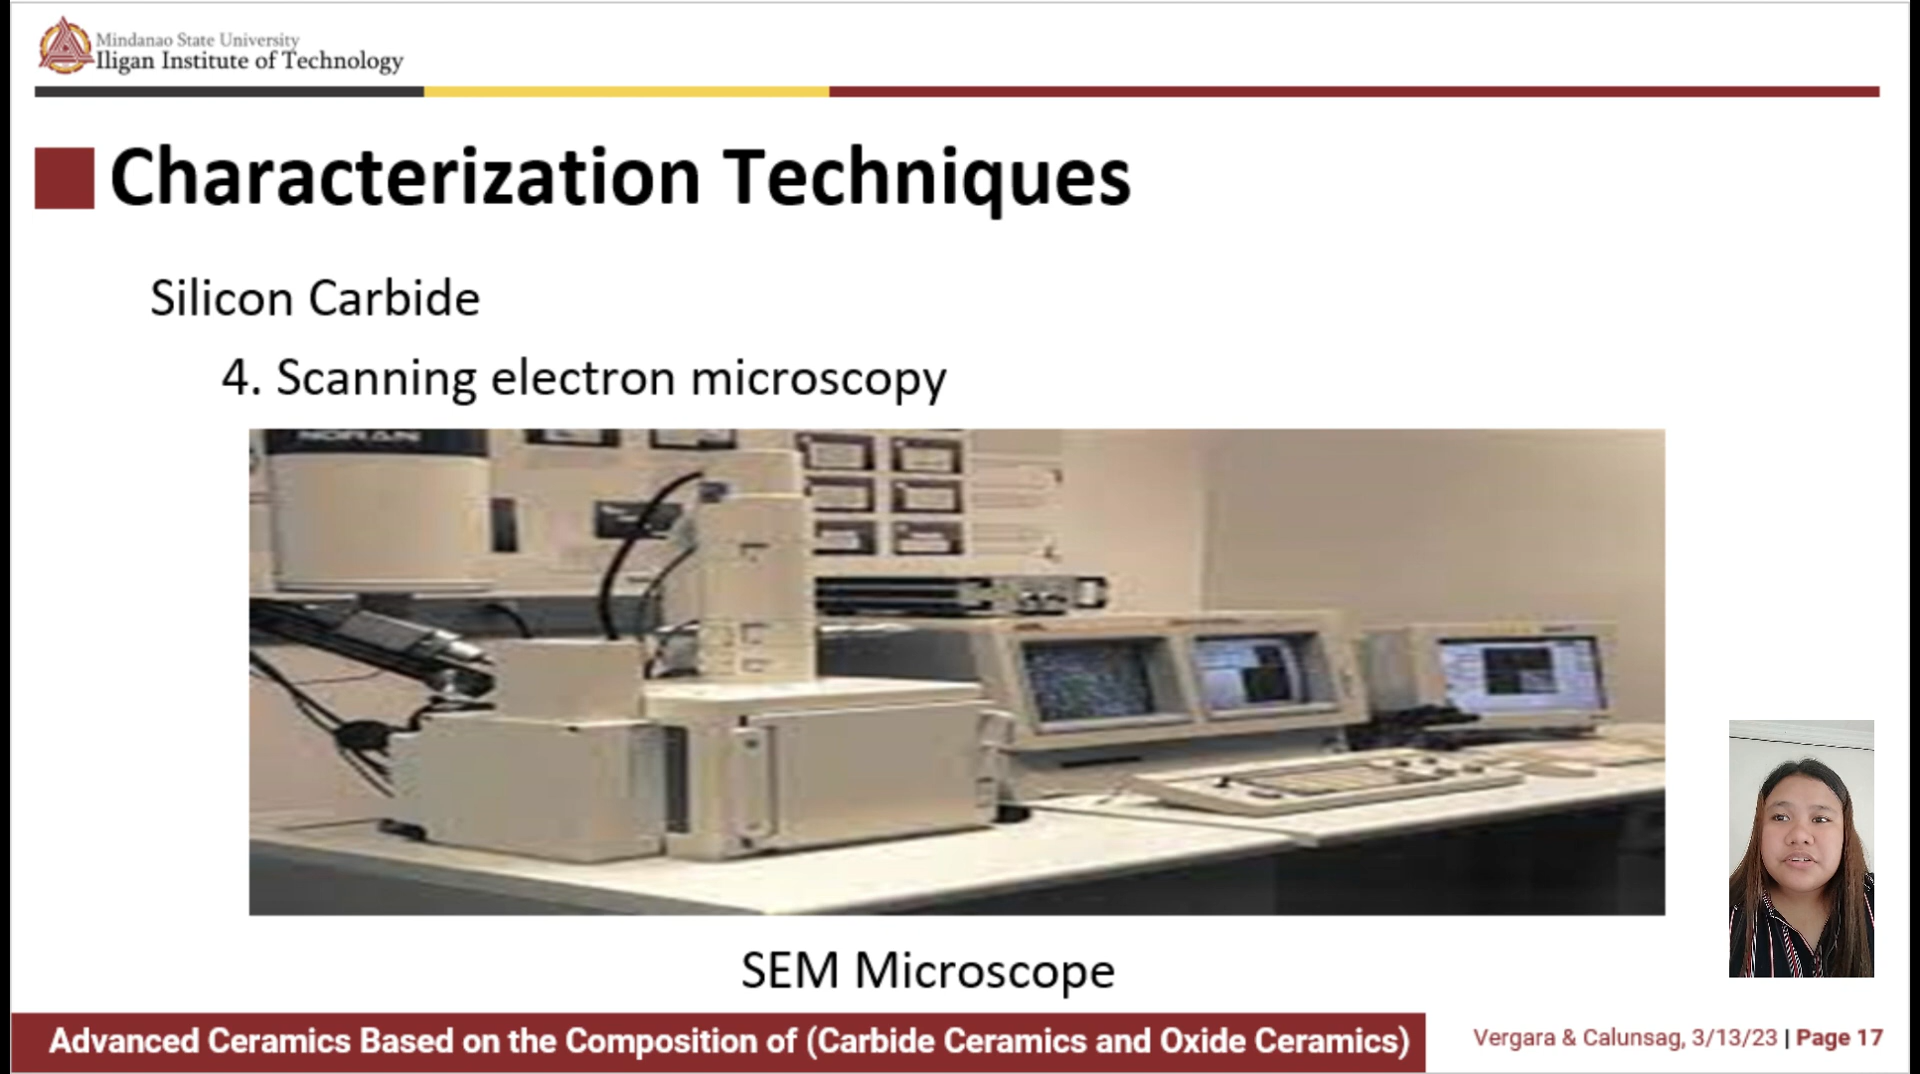 Mindanao State University
Iligan Institute of Technology
Characterization Techniques
Silicon Carbide
4. Scanning electron microscopy
NORAN
SEM Microscope
Advanced Ceramics Based on the Composition of (Carbide Ceramics and Oxide Ceramics)
Vergara & Calunsag, 3/13/23 | Page 17